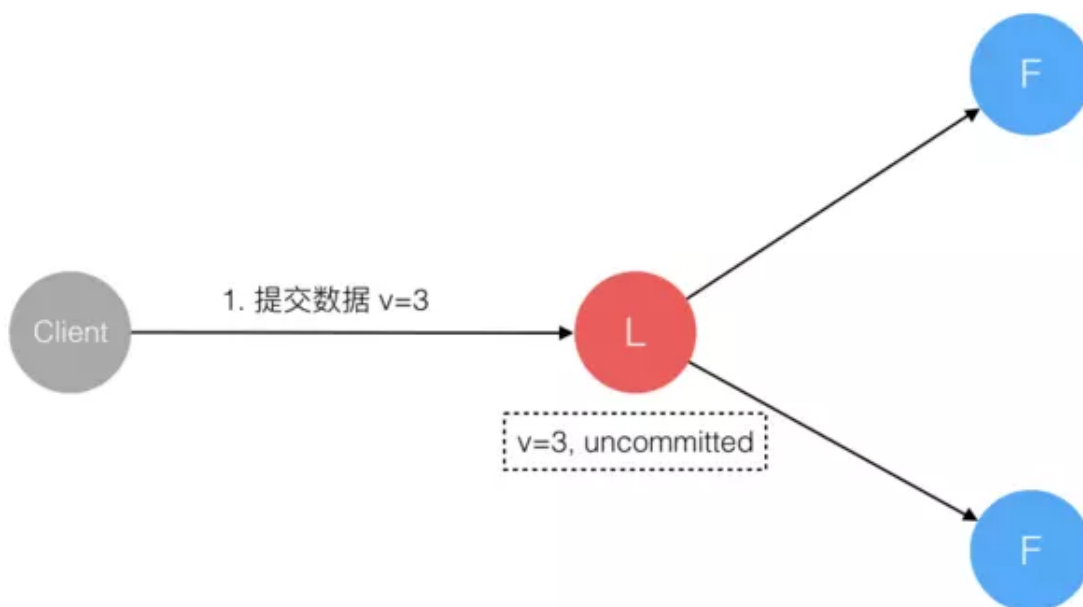 F
1. 提交数据 v=3
Client
L
v=3, uncommitted
F